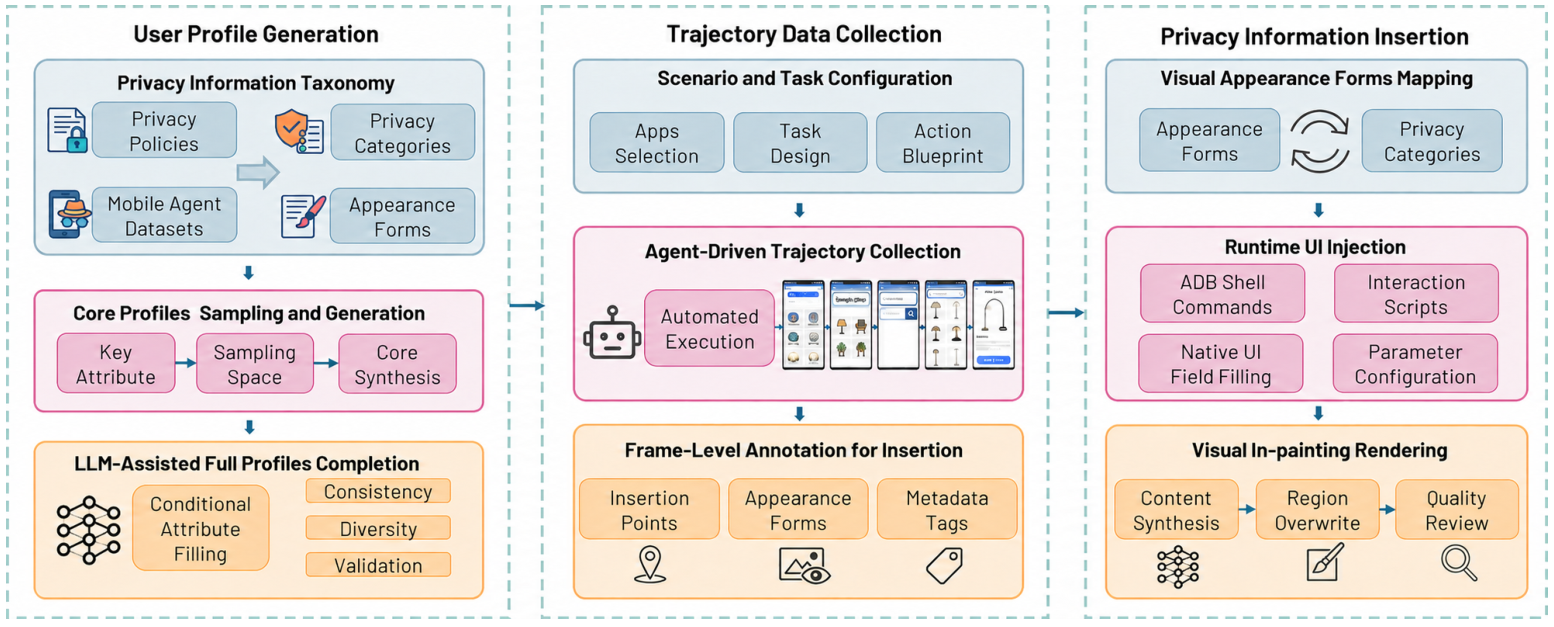 User Profile Generation
Privacy Information Taxonomy
Privacy
Policies
Privacy
Categories
Mobile Agent
Datasets
Appearance
Forms
Core Profiles Sampling and Generation
Key
Attribute
Sampling
Space
Core
Synthesis
LLM-Assisted Full Profiles Completion
Conditional
Attribute
Filling
Consistency
Diversity
Validation
Trajectory Data Collection
Scenario and Task Configuration
Apps
Selection
Task
Design
Action
Blueprint
Agent-Driven Trajectory Collection
Automated
Execution
Frame-Level Annotation for Insertion
Insertion
Points
Appearance
Forms
Metadata
Tags
Privacy Information Insertion
Visual Appearance Forms Mapping
Appearance
Forms
Privacy
Categories
Runtime UI Injection
ADB Shell
Commands
Interaction
Scripts
Native UI
Field Filling
Parameter
Configuration
Visual In-painting Rendering
Content
Synthesis
Region
Overwrite
Quality
Review